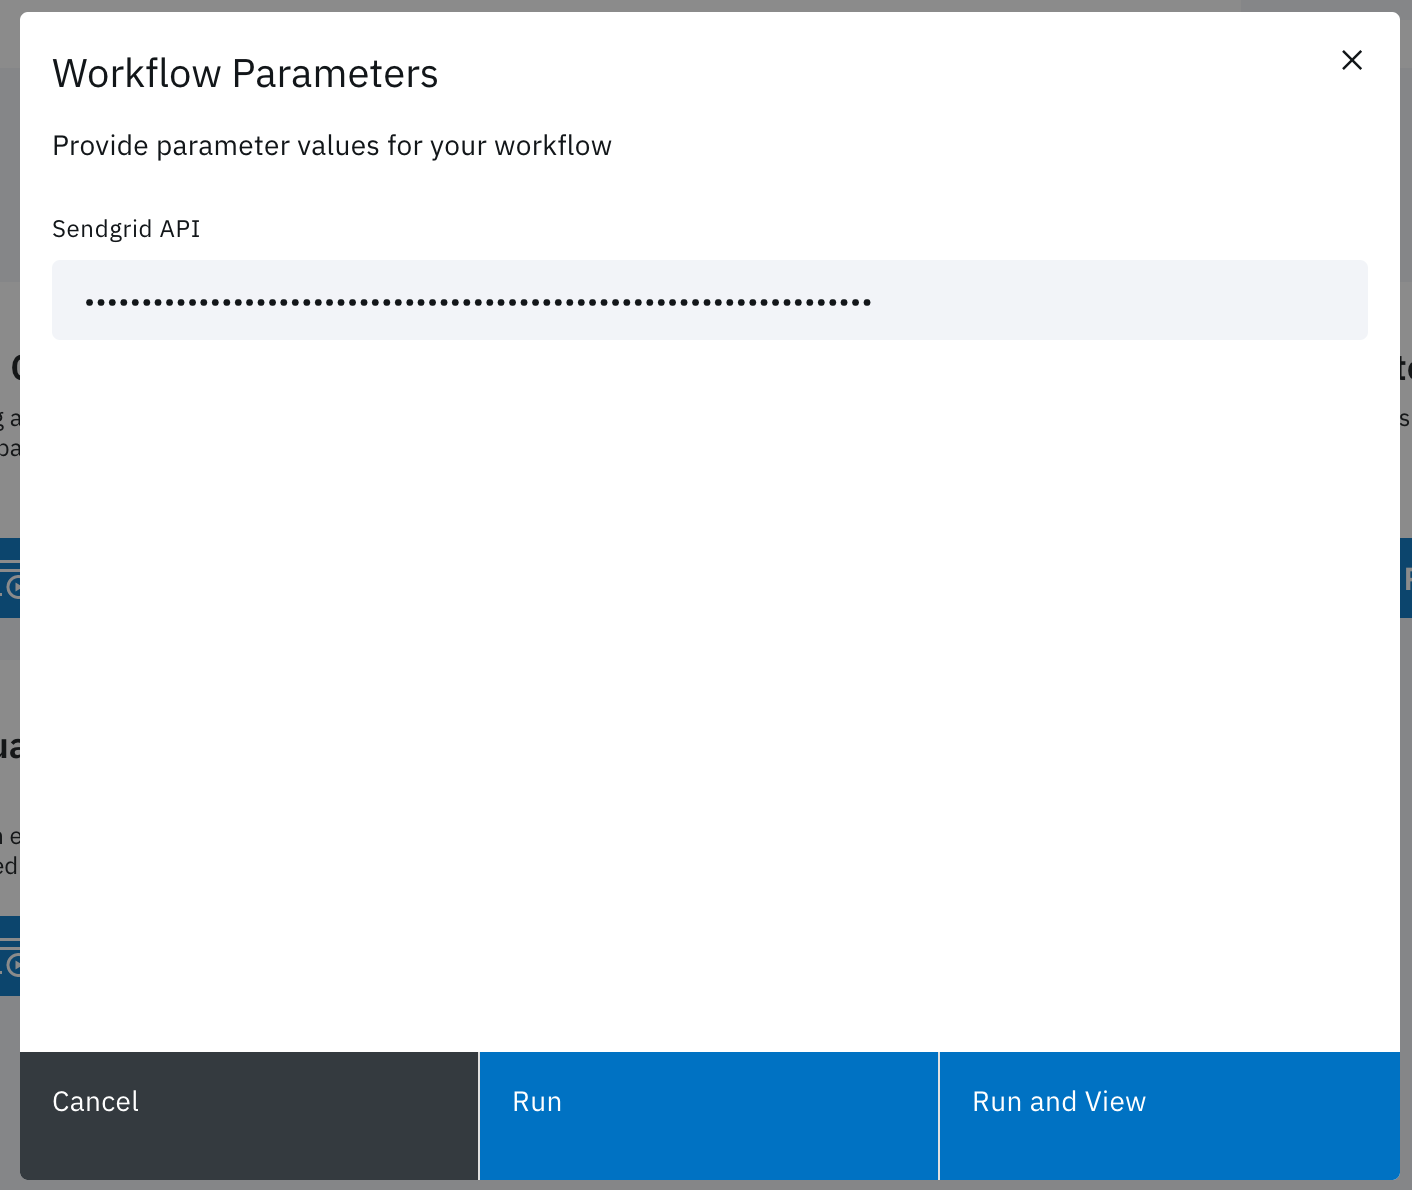 Workflow Parameters
Provide parameter values for your workflow
Sendgrid API
••••••••••••••••••••••••••••••••••••••••••••••••••••••••••••••••••••••
Cancel
Run
Run and View